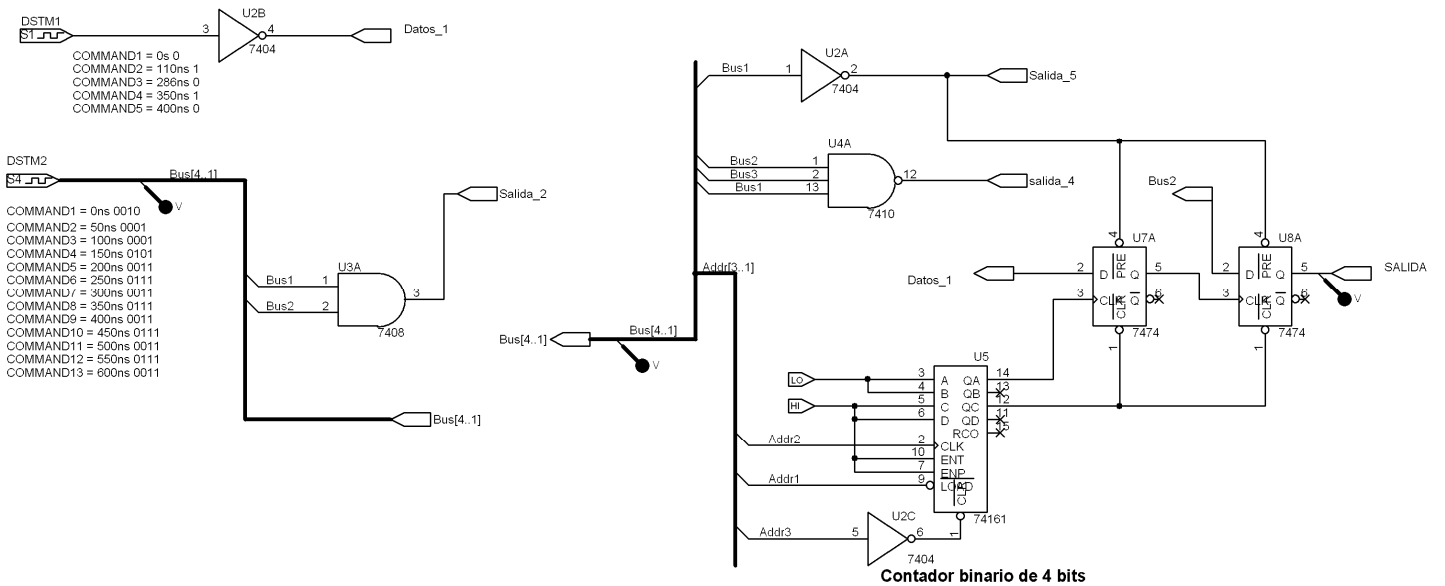 DSTM1
S1
COMMAND1 = 0s 0
COMMAND2 = 110ns 1
COMMAND3 = 286ns 0
COMMAND4 = 350ns 1
COMMAND5 = 400ns 0
U2B
3
4
7404
Datos_1
DSTM2
S4
Bus[4..1]
V
COMMAND1 = 0ns 0010
COMMAND2 = 50ns 0001
COMMAND3 = 100ns 0001
COMMAND4 = 150ns 0101
COMMAND5 = 200ns 0011
COMMAND6 = 250ns 0111
COMMAND7 = 300ns 0011
COMMAND8 = 350ns 0111
COMMAND9 = 400ns 0011
COMMAND10 = 450ns 0111
COMMAND11 = 500ns 0011
COMMAND12 = 550ns 0111
COMMAND13 = 600ns 0011
Salida_2
U3A
Bus1
1
Bus2
2
3
7408
Bus[4..1]
Bus1
1
U2A
2
7404
Salida_5
U4A
Bus2
1
Bus3
2
Bus1
13
12
7410
salida_4
Addr[3..1]
Bus[4..1]
Bus[4..1]
V
Bus2
Datos_1
U7A
4
2
D
PRE
Q
5
3
CLK
CLR
Q
6
7474
1
U8A
4
2
D
PRE
Q
5
3
CLK
CLR
Q
6
7474
1
SALIDA
V
U5
LO
HI
3
A
QA
14
4
B
QB
13
5
C
QC
12
6
D
QD
11
RCO
15
Addr2
2
CLK
10
ENT
7
ENP
Addr1
9
LOAD
CLR
1
74161
Addr3
5
U2C
6
7404
Contador binario de 4 bits